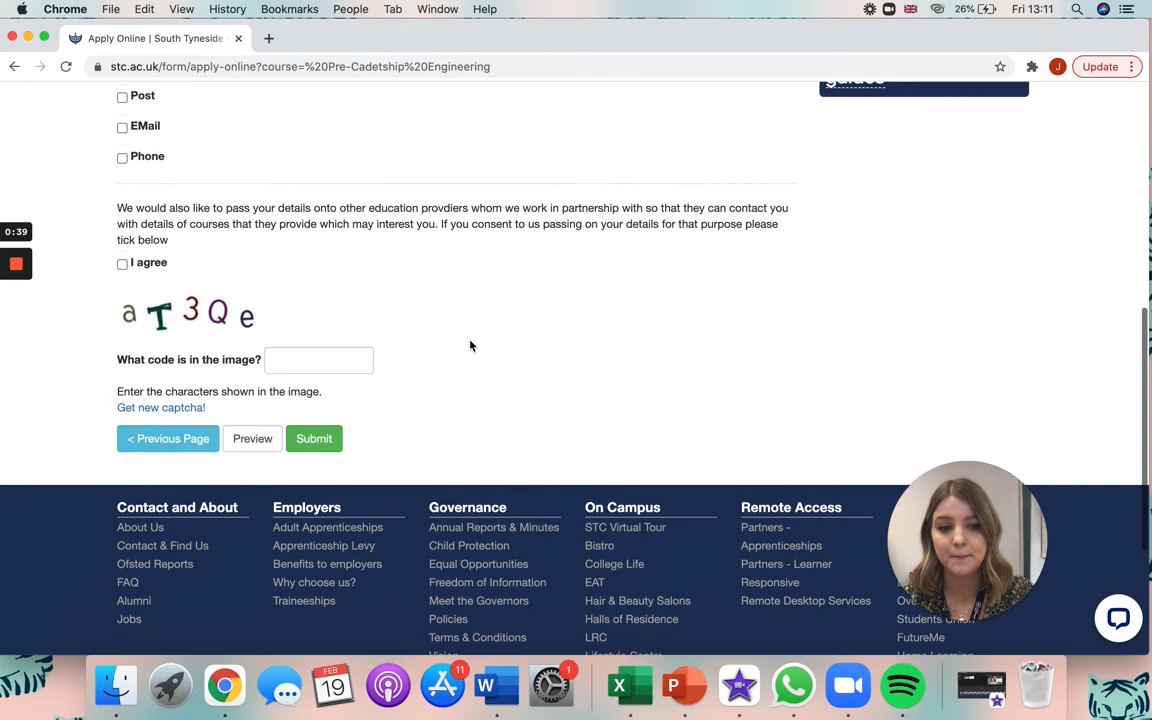 Chrome File Edit View History Bookmarks People Tab Window Help 26% Fri 13:11
Apply Online | South Tyneside
stc.ac.uk/form/apply-online?course=%20Pre-Cadetship%20Engineering J Update
Post
EMail
Phone
We would also like to pass your details onto other education provdiers whom we work in partnership with so that they can contact you
with details of courses that they provide which may interest you. If you consent to us passing on your details for that purpose please
tick below
0:39
I agree
aT3Qe
What code is in the image?
Enter the characters shown in the image.
Get new captcha!
< Previous Page Preview Submit
Contact and About Employers Governance On Campus Remote Access
About Us Adult Apprenticeships Annual Reports & Minutes STC Virtual Tour Partners -
Contact & Find Us Apprenticeship Levy Child Protection Bistro Apprenticeships
Ofsted Reports Benefits to employers Equal Opportunities College Life Partners - Learner
FAQ Why choose us? Freedom of Information EAT Responsive
Alumni Traineeships Meet the Governors Hair & Beauty Salons Remote Desktop Services
Jobs Policies Halls of Residence Students Union
Terms & Conditions LRC FutureMe
FEB 19 11 W 1 X P